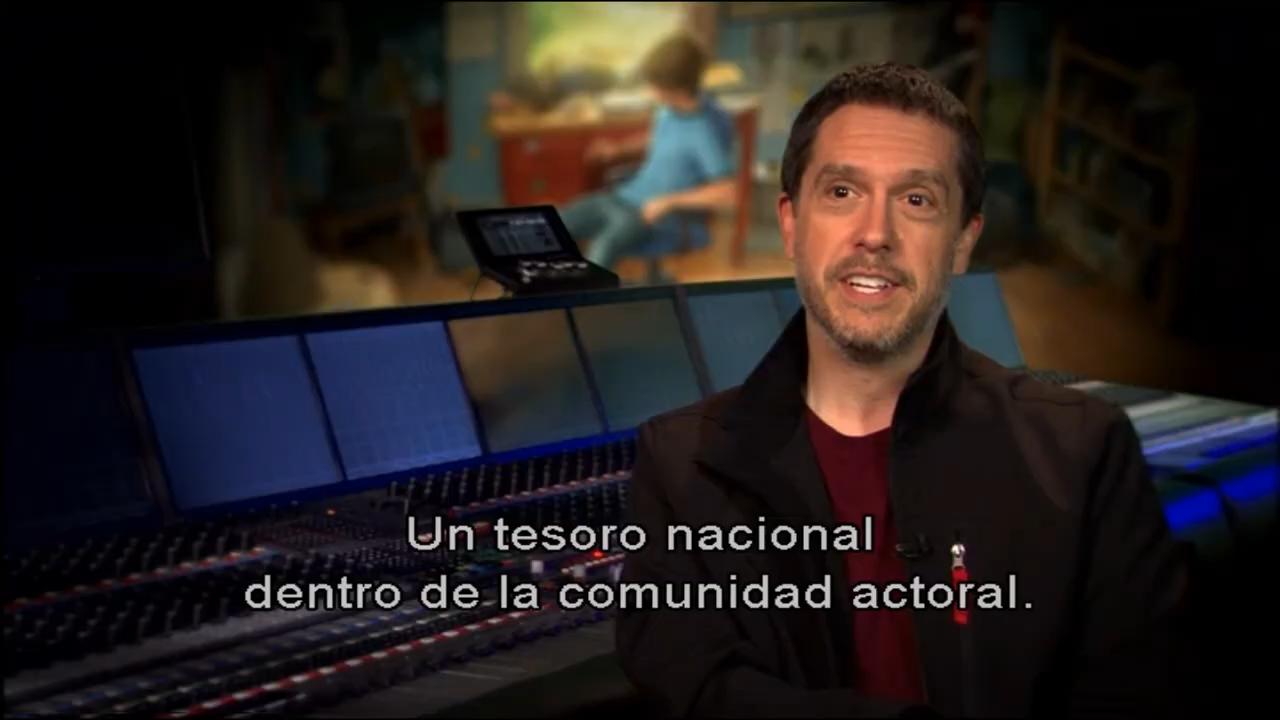 Un tesoro nacional
dentro de la comunidad actoral.